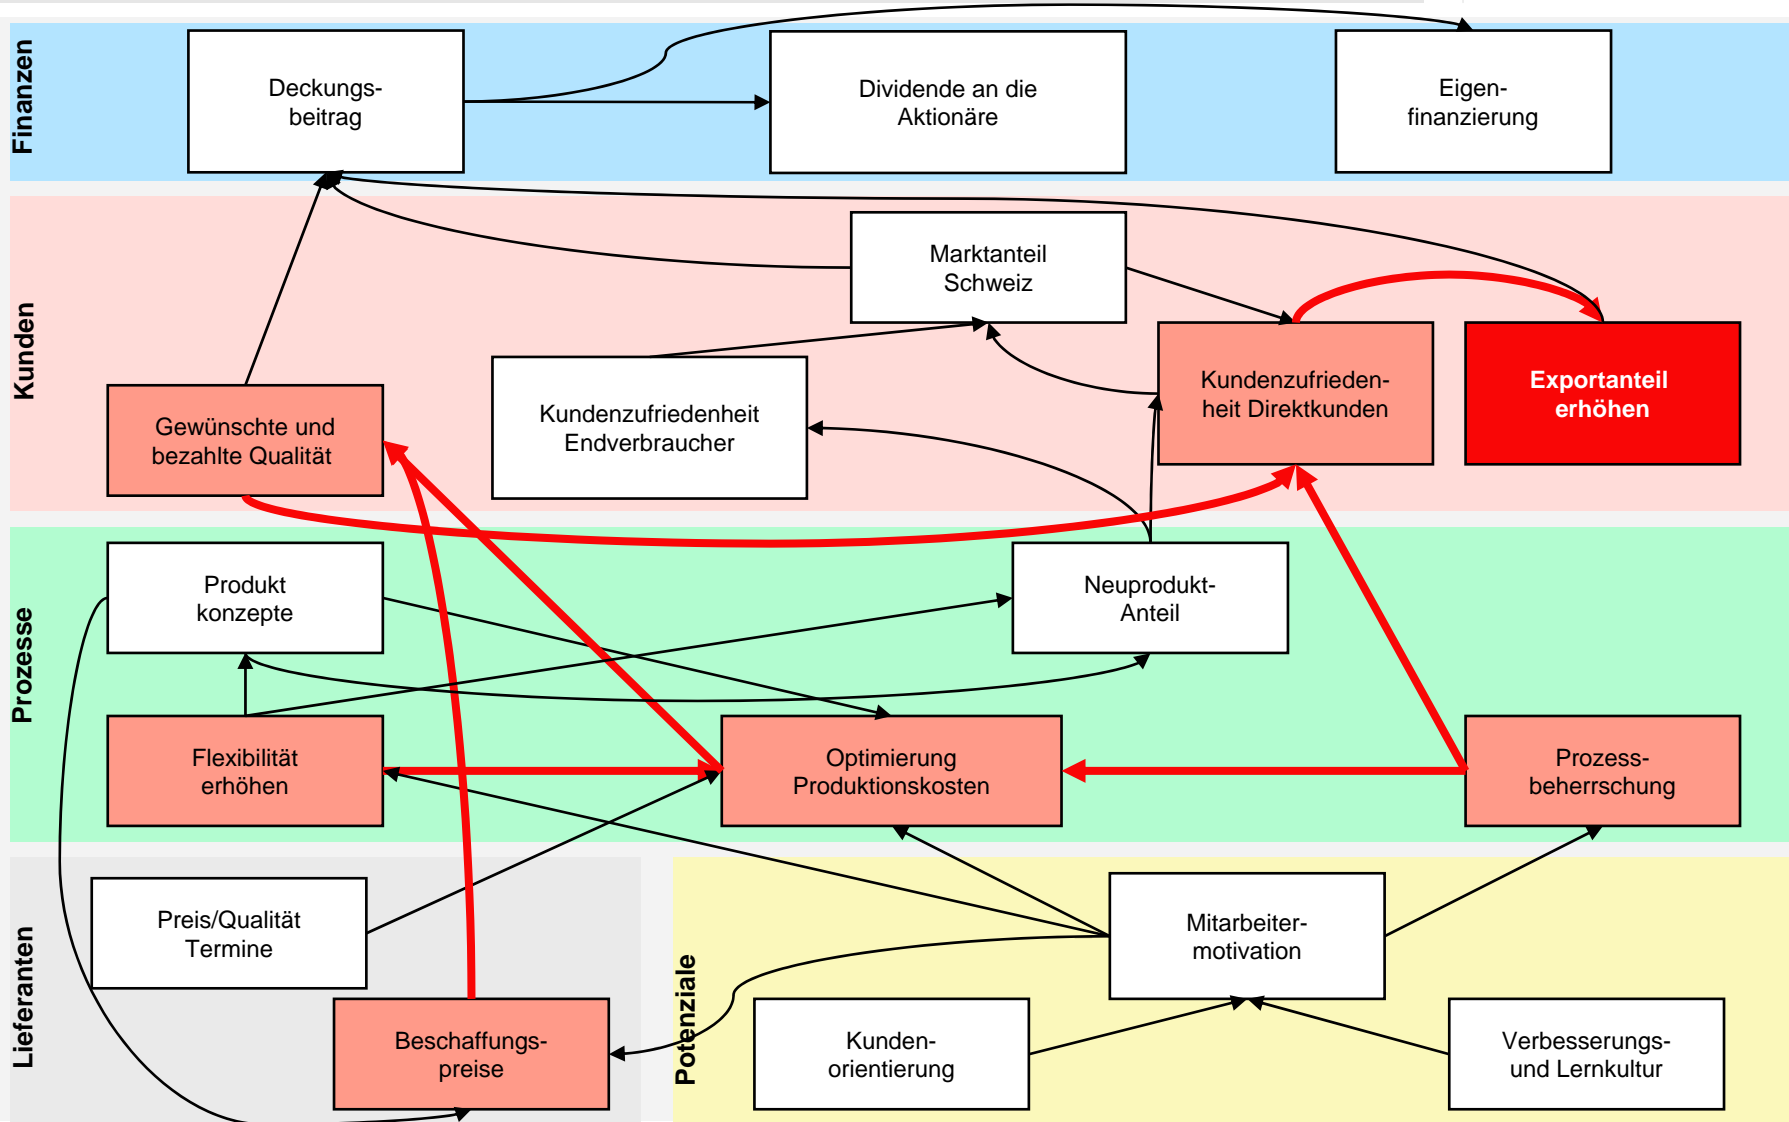 Finanzen
Deckungs-
beitrag
Dividende an die
Aktionäre
Eigen-
finanzierung
Kunden
Marktanteil
Schweiz
Gewünschte und
bezahlte Qualität
Kundenzufriedenheit
Endverbraucher
Kundenzufrieden-
heit Direktkunden
Exportanteil
erhöhen
Prozesse
Produkt
konzepte
Neuprodukt-
Anteil
Flexibilität
erhöhen
Optimierung
Produktionskosten
Prozess-
beherrschung
Lieferanten
Preis/Qualität
Termine
Beschaffungs-
preise
Potenziale
Mitarbeiter-
motivation
Kunden-
orientierung
Verbesserungs-
und Lernkultur